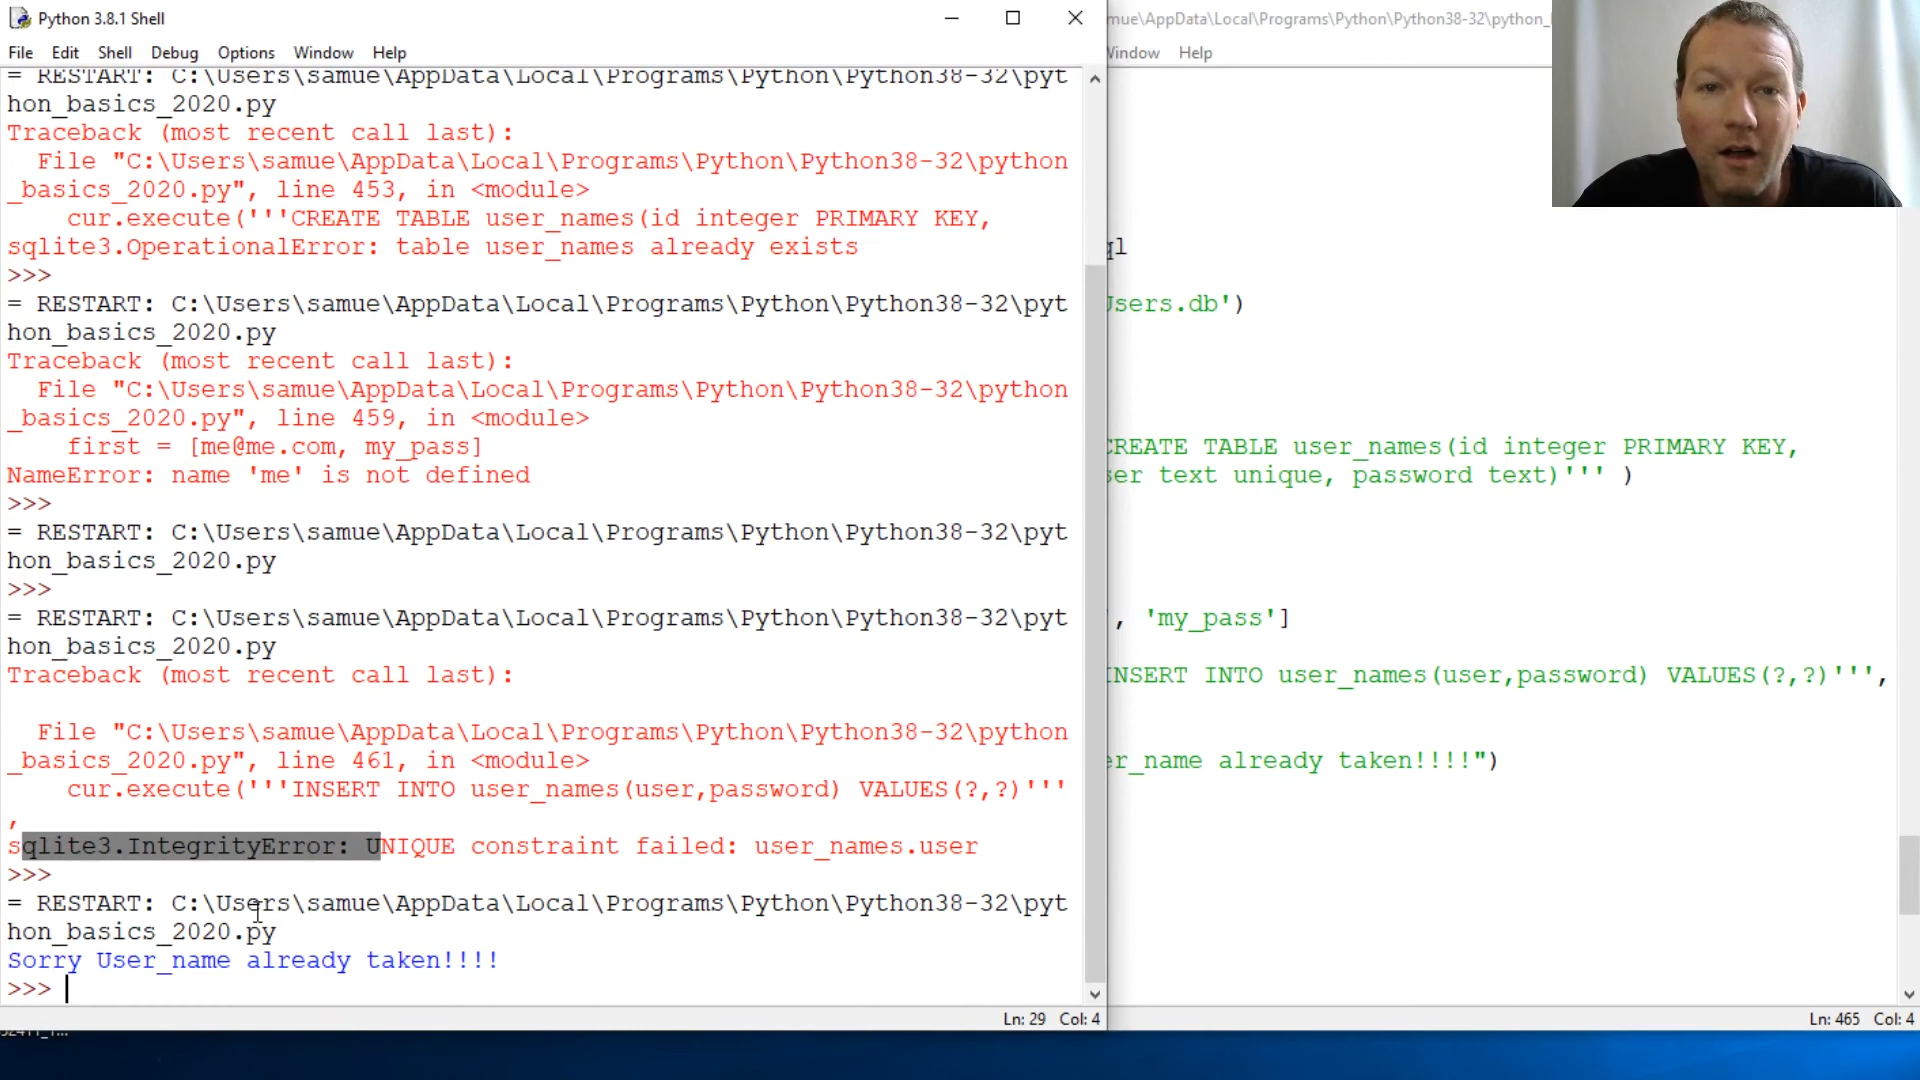 Python 3.8.1 Shell
File Edit Shell Debug Options Window Help
= RESTART: C:\Users\samue\AppData\Local\Programs\Python\Python38-32\pyt
hon_basics_2020.py
Traceback (most recent call last):
  File "C:\Users\samue\AppData\Local\Programs\Python\Python38-32\python
_basics_2020.py", line 453, in <module>
    cur.execute('''CREATE TABLE user_names(id integer PRIMARY KEY,
sqlite3.OperationalError: table user_names already exists
>>>
= RESTART: C:\Users\samue\AppData\Local\Programs\Python\Python38-32\pyt
hon_basics_2020.py
Traceback (most recent call last):
  File "C:\Users\samue\AppData\Local\Programs\Python\Python38-32\python
_basics_2020.py", line 459, in <module>
    first = [me@me.com, my_pass]
NameError: name 'me' is not defined
>>>
= RESTART: C:\Users\samue\AppData\Local\Programs\Python\Python38-32\pyt
hon_basics_2020.py
>>>
= RESTART: C:\Users\samue\AppData\Local\Programs\Python\Python38-32\pyt
hon_basics_2020.py
Traceback (most recent call last):
  File "C:\Users\samue\AppData\Local\Programs\Python\Python38-32\python
_basics_2020.py", line 461, in <module>
    cur.execute('''INSERT INTO user_names(user,password) VALUES(?,?)'''
,
sqlite3.IntegrityError: UNIQUE constraint failed: user_names.user
>>>
= RESTART: C:\Users\samue\AppData\Local\Programs\Python\Python38-32\pyt
hon_basics_2020.py
Sorry User_name already taken!!!!
>>>
Ln: 29 Col: 4
mue\AppData\Local\Programs\Python\Python38-32\python_
Window Help
ql
Users.db')
CREATE TABLE user_names(id integer PRIMARY KEY,
ser text unique, password text)''' )
', 'my_pass']
INSERT INTO user_names(user,password) VALUES(?,?)''',
er_name already taken!!!!")
Ln: 465 Col: 4